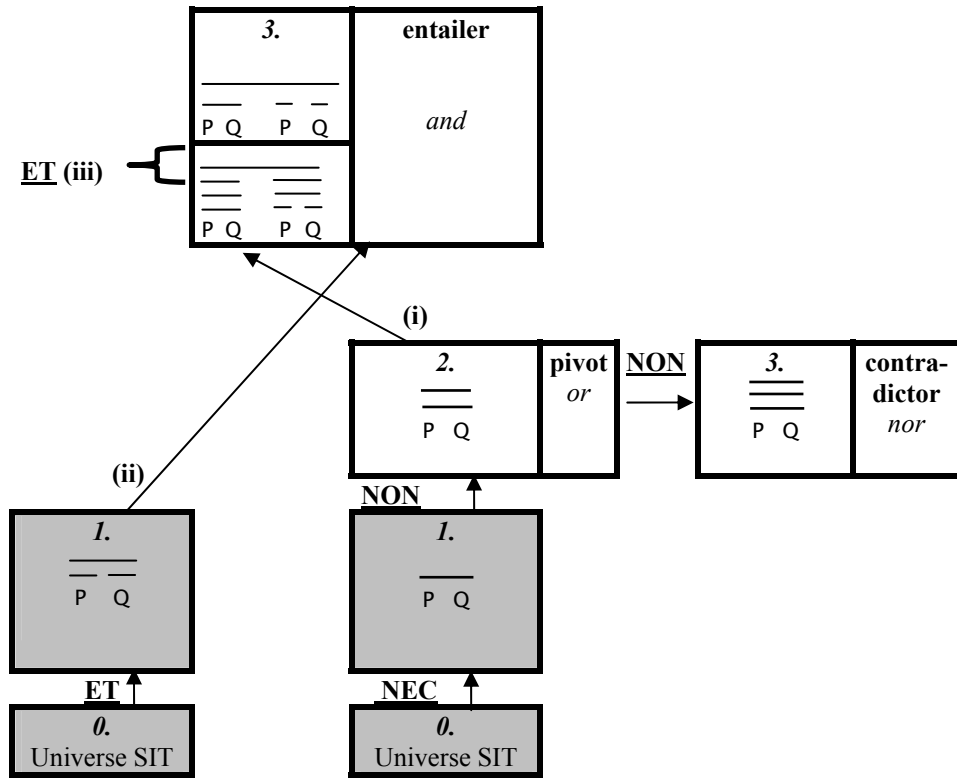 3.
entailer
P Q P Q
and
ET (iii)
P Q P Q
(i)
2.
P Q
pivot
or
NON
3.
P Q
contra-
dictor
nor
(ii)
NON
1.
P Q
1.
P Q
ET
NEC
0.
Universe SIT
0.
Universe SIT